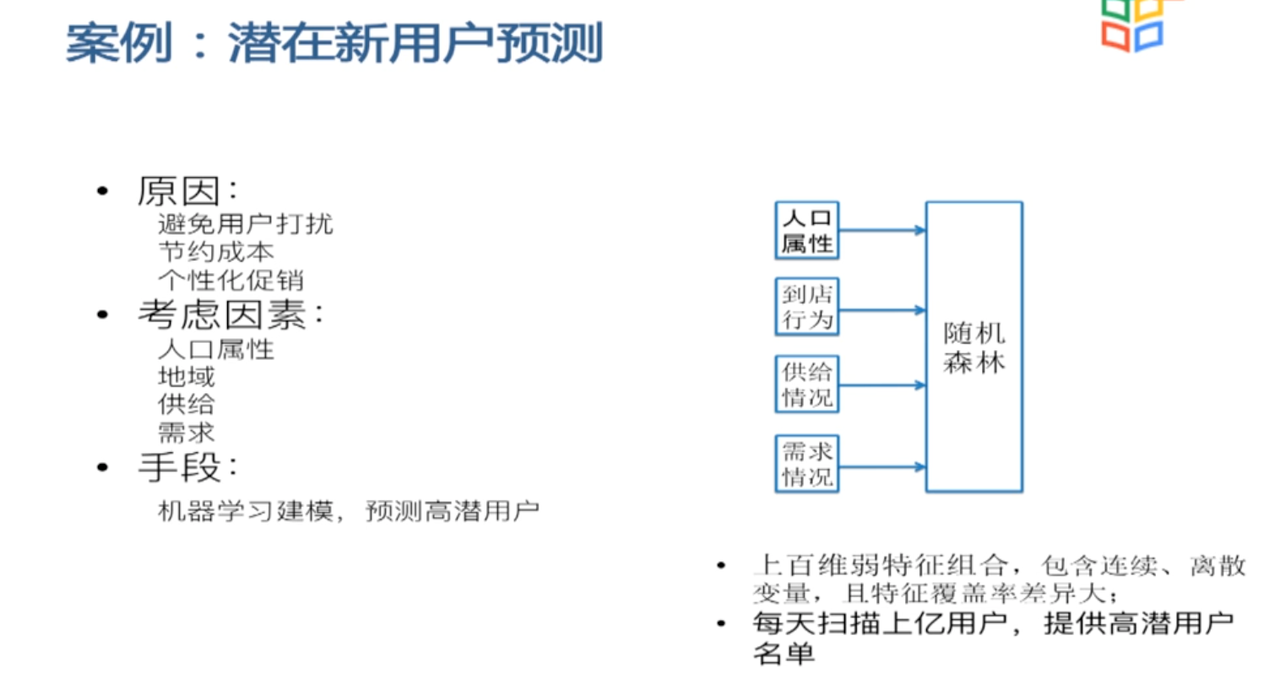 案例：潜在新用户预测
• 原因：
避免用户打扰
节约成本
个性化促销
• 考虑因素：
人口属性
地域
供给
需求
• 手段：
机器学习建模，预测高潜用户
人口
属性
到店
行为
供给
情况
需求
情况
随机
森林
• 上百维弱特征组合，包含连续、离散
变量，且特征覆盖率差异大；
• 每天扫描上亿用户，提供高潜用户
名单